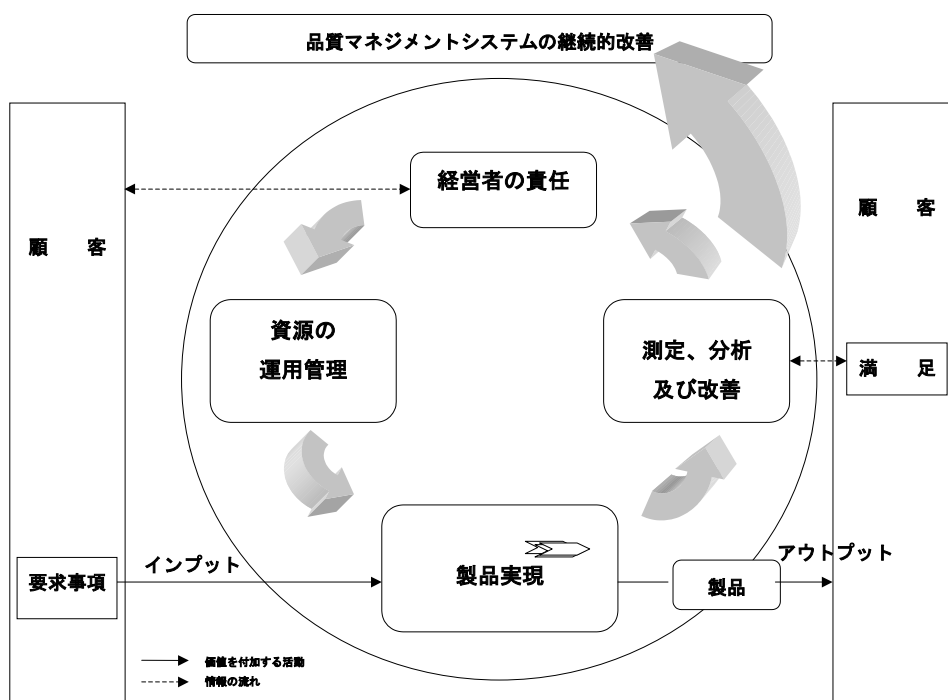 品質マネジメントシステムの継続的改善
経営者の責任
顧　客
顧　客
資源の
運用管理
測定、分析
及び改善
満　足
インプット
アウトプット
要求事項
製品実現
製品
価値を付加する活動
情報の流れ